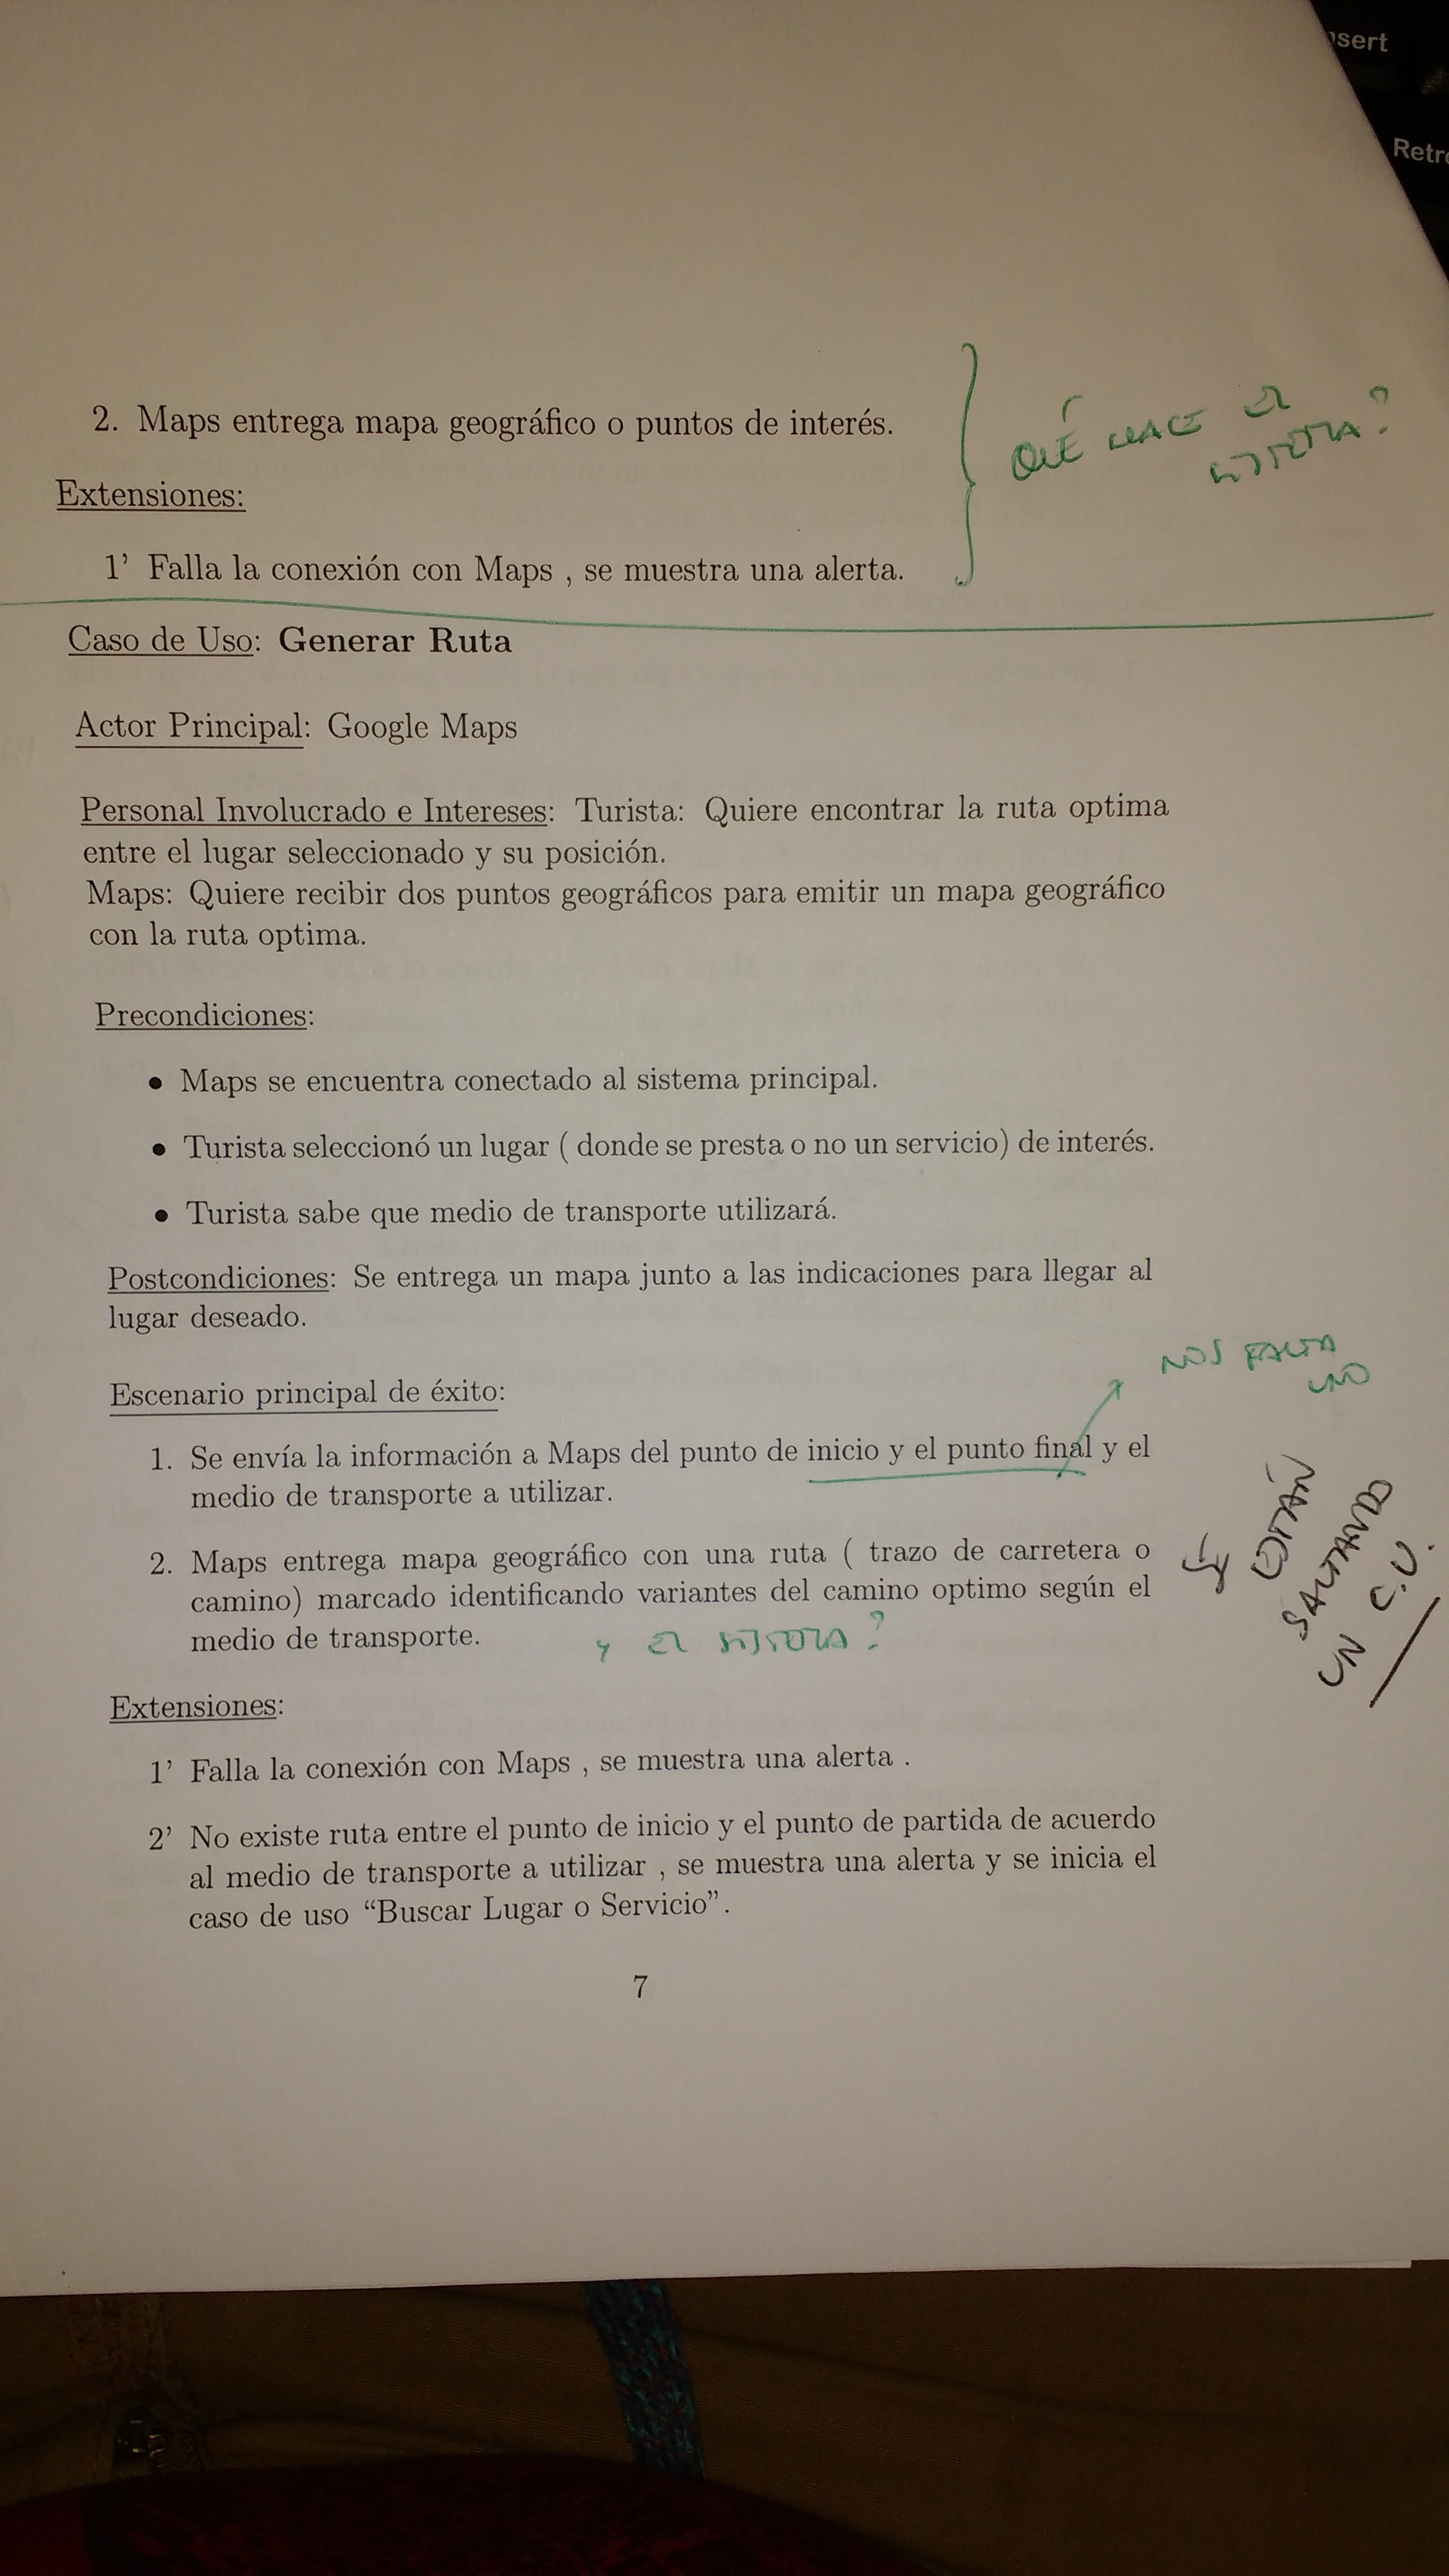 nsert
Retro
2. Maps entrega mapa geográfico o puntos de interés.
QUÉ HACE EL
SISTEMA?
Extensiones:
1' Falla la conexión con Maps , se muestra una alerta.
Caso de Uso: Generar Ruta
Actor Principal: Google Maps
Personal Involucrado e Intereses: Turista: Quiere encontrar la ruta optima
entre el lugar seleccionado y su posición.
Maps: Quiere recibir dos puntos geográficos para emitir un mapa geográfico
con la ruta optima.
Precondiciones:
• Maps se encuentra conectado al sistema principal.
• Turista seleccionó un lugar ( donde se presta o no un servicio) de interés.
• Turista sabe que medio de transporte utilizará.
Postcondiciones: Se entrega un mapa junto a las indicaciones para llegar al
lugar deseado.
NOS FALTA
UNO
Escenario principal de éxito:
1. Se envía la información a Maps del punto de inicio y el punto final y el
medio de transporte a utilizar.
2. Maps entrega mapa geográfico con una ruta ( trazo de carretera o
camino) marcado identificando variantes del camino optimo según el
medio de transporte.
Y EL SISTEMA?
SE
ESTÁN
SALTANDO
UN C.U.
Extensiones:
1' Falla la conexión con Maps , se muestra una alerta .
2' No existe ruta entre el punto de inicio y el punto de partida de acuerdo
al medio de transporte a utilizar , se muestra una alerta y se inicia el
caso de uso “Buscar Lugar o Servicio”.
7